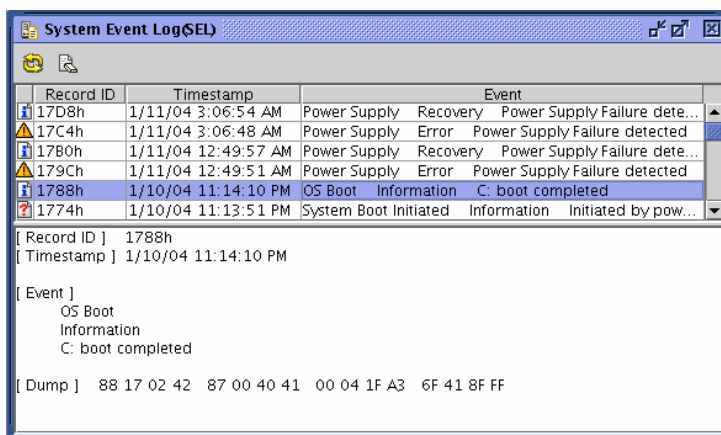 System Event Log(SEL)
Record ID Timestamp Event
17D8h 1/11/04 3:06:54 AM Power Supply Recovery Power Supply Failure dete...
17C4h 1/11/04 3:06:48 AM Power Supply Error Power Supply Failure detected
17B0h 1/11/04 12:49:57 AM Power Supply Recovery Power Supply Failure dete...
179Ch 1/11/04 12:49:51 AM Power Supply Error Power Supply Failure detected
1788h 1/10/04 11:14:10 PM OS Boot Information C: boot completed
1774h 1/10/04 11:13:51 PM System Boot Initiated Information Initiated by pow...
[ Record ID ] 1788h
[ Timestamp ] 1/10/04 11:14:10 PM
[ Event ]
OS Boot
Information
C: boot completed
[ Dump ] 88 17 02 42 87 00 40 41 00 04 1F A3 6F 41 8F FF